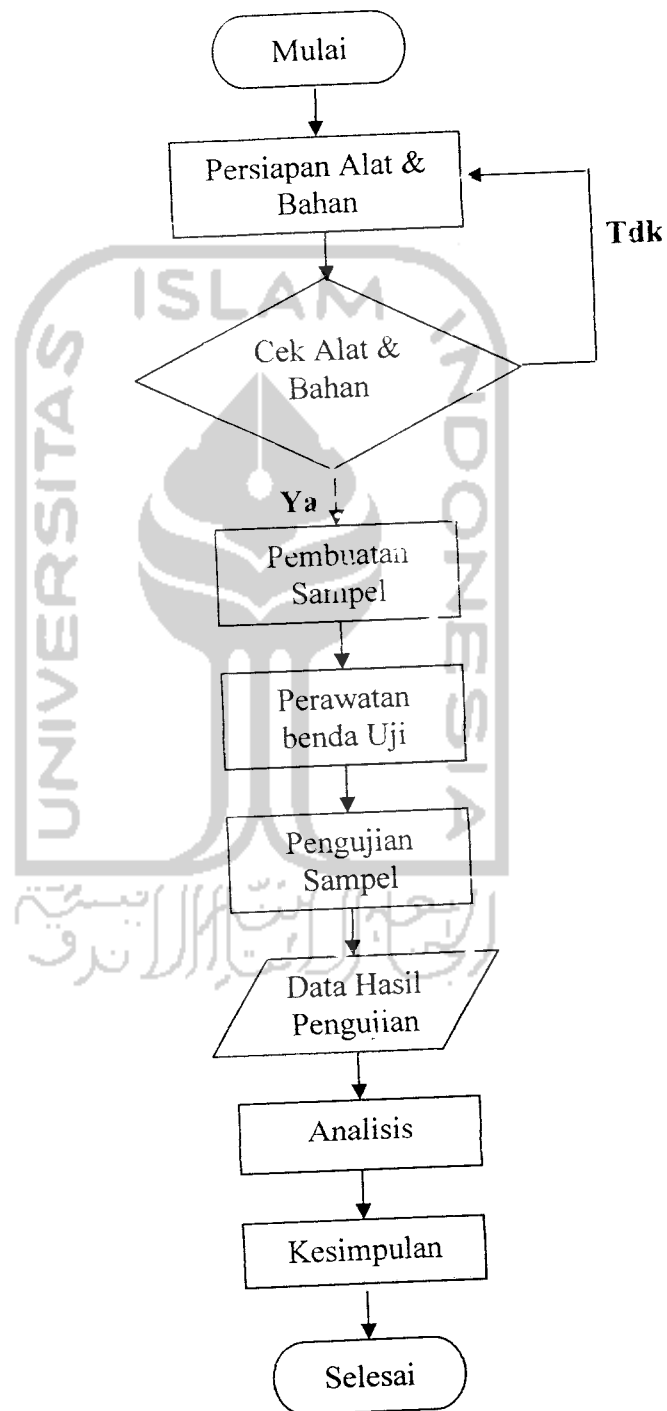 Mulai
Persiapan Alat &
Bahan
Tdk
ISLAM
UNIVERSITAS
INDONESIA
Cek Alat &
Bahan
Ya
Pembuatan
Sampel
Perawatan
benda Uji
Pengujian
Sampel
Data Hasil
Pengujian
Analisis
Kesimpulan
Selesai